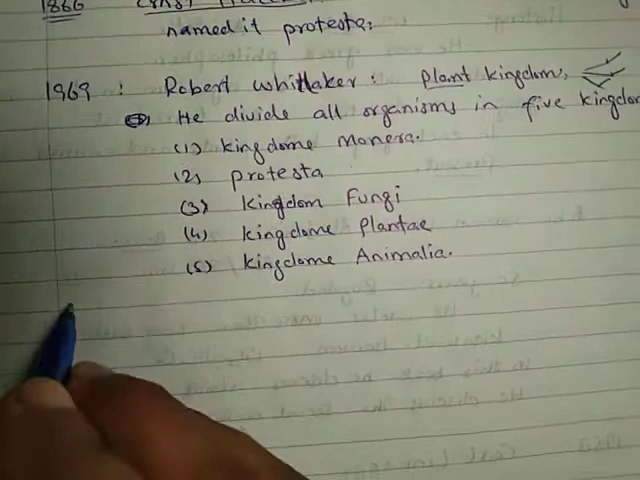 1866 Ernst
named it protesta,
1969 : Robert Whittaker : plant kingdom,
He divide all organisms in five kingdom
(1) kingdome Monera.
(2) protesta
(3) kingdom Fungi
(4) kingdome plantae
(5) kingdome Animalia.